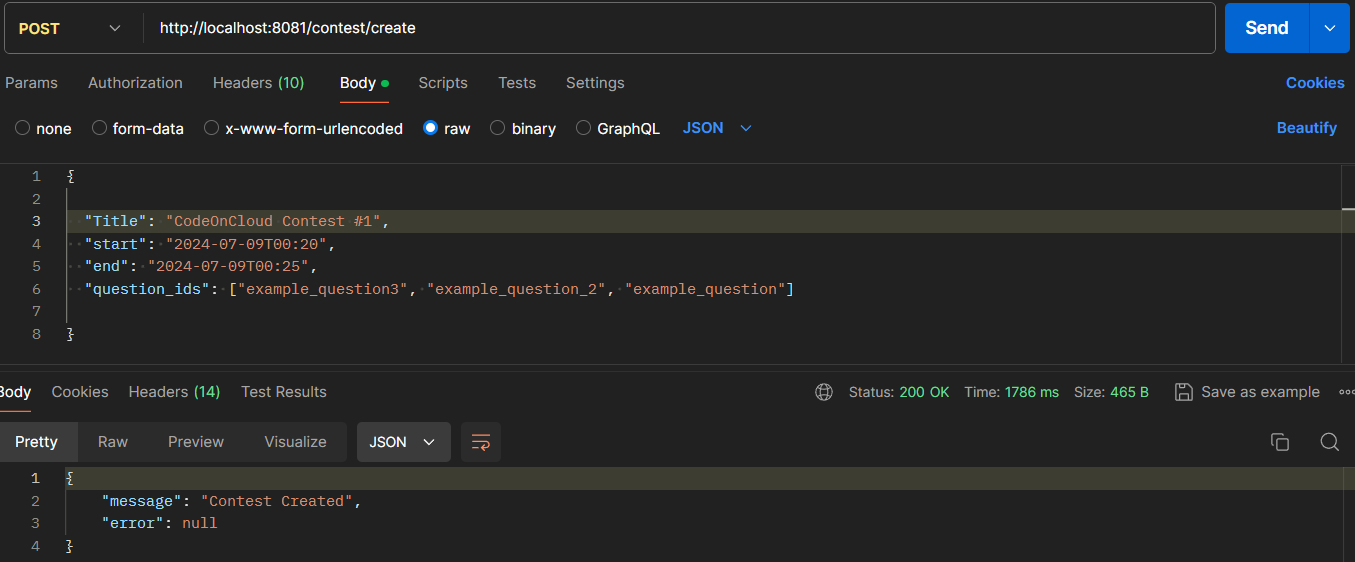 POST http://localhost:8081/contest/create Send
Params Authorization Headers (10) Body Scripts Tests Settings Cookies
none form-data x-www-form-urlencoded raw binary GraphQL JSON Beautify
1 {
2
3 "Title": "CodeOnCloud Contest #1",
4 "start": "2024-07-09T00:20",
5 "end": "2024-07-09T00:25",
6 "question_ids": ["example_question3", "example_question_2", "example_question"]
7
8 }
Body Cookies Headers (14) Test Results Status: 200 OK Time: 1786 ms Size: 465 B Save as example
Pretty Raw Preview Visualize JSON
1 {
2 "message": "Contest Created",
3 "error": null
4 }